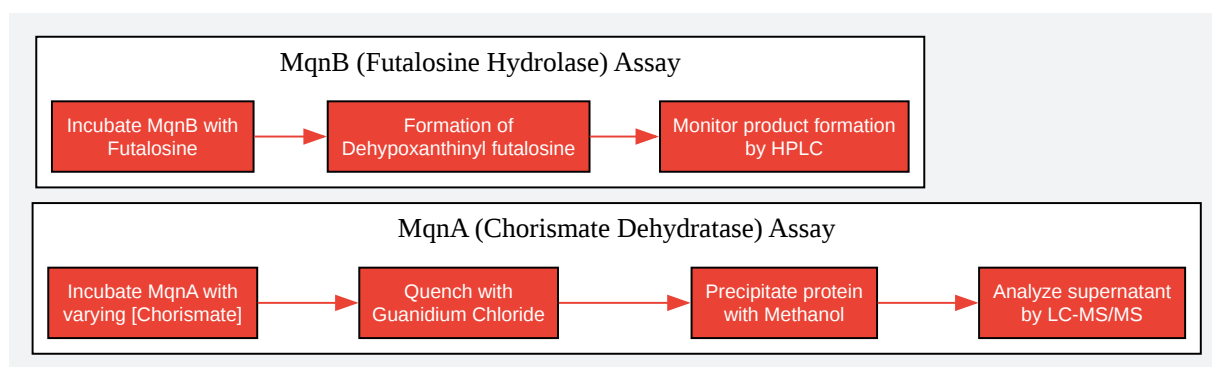 MqnB (Futalosine Hydrolase) Assay
Incubate MqnB with
Futalosine
Formation of
Dehypoxanthinyl futalosine
Monitor product formation
by HPLC
MqnA (Chorismate Dehydratase) Assay
Incubate MqnA with
varying [Chorismate]
Quench with
Guanidium Chloride
Precipitate protein
with Methanol
Analyze supernatant
by LC-MS/MS